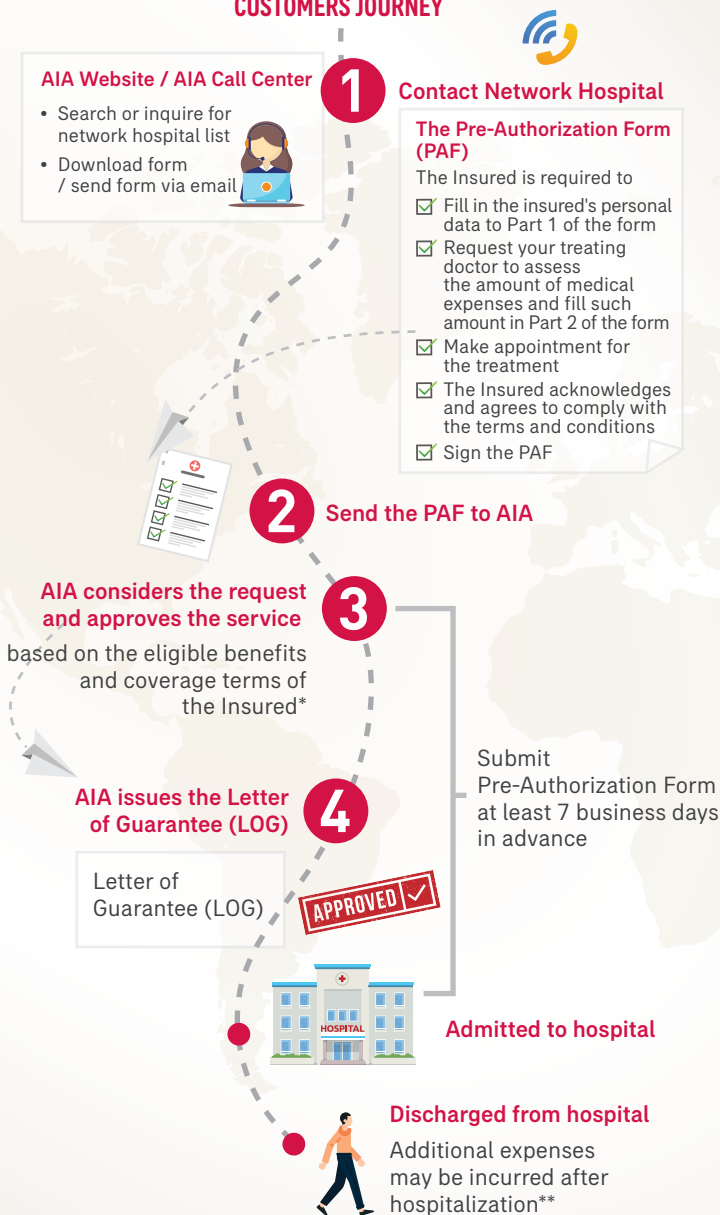 CUSTOMERS JOURNEY
AIA Website / AIA Call Center
• Search or inquire for
network hospital list
• Download form
/ send form via email
1
Contact Network Hospital
The Pre-Authorization Form
(PAF)
The Insured is required to
Fill in the insured's personal
data to Part 1 of the form
Request your treating
doctor to assess
the amount of medical
expenses and fill such
amount in Part 2 of the form
Make appointment for
the treatment
The Insured acknowledges
and agrees to comply with
the terms and conditions
Sign the PAF
2
Send the PAF to AIA
AIA considers the request
and approves the service
3
based on the eligible benefits
and coverage terms of
the Insured*
Submit
Pre-Authorization Form
at least 7 business days
in advance
AIA issues the Letter
of Guarantee (LOG)
4
Letter of
Guarantee (LOG)
APPROVED
HOSPITAL
Admitted to hospital
Discharged from hospital
Additional expenses
may be incurred after
hospitalization**